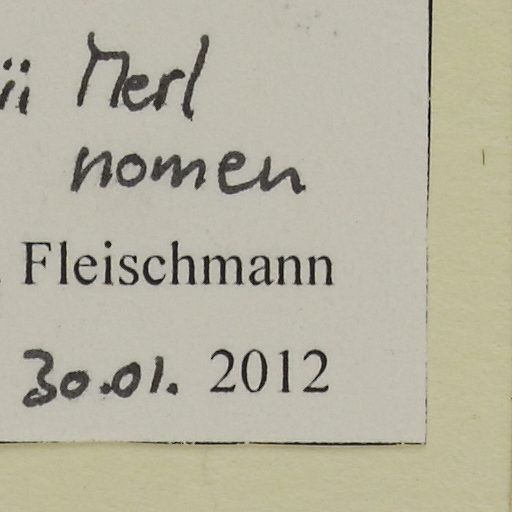 ii Merl
nomen
Fleischmann
30.01. 2012